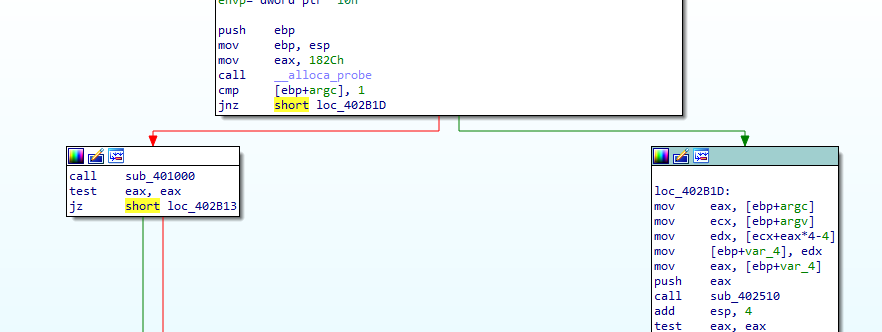 envp= dword ptr  10h
push    ebp
mov     ebp, esp
mov     eax, 182Ch
call    __alloca_probe
cmp     [ebp+argc], 1
jnz     short loc_402B1D
call    sub_401000
test    eax, eax
jz      short loc_402B13
loc_402B1D:
mov     eax, [ebp+argc]
mov     ecx, [ebp+argv]
mov     edx, [ecx+eax*4-4]
mov     [ebp+var_4], edx
mov     eax, [ebp+var_4]
push    eax
call    sub_402510
add     esp, 4
test    eax, eax